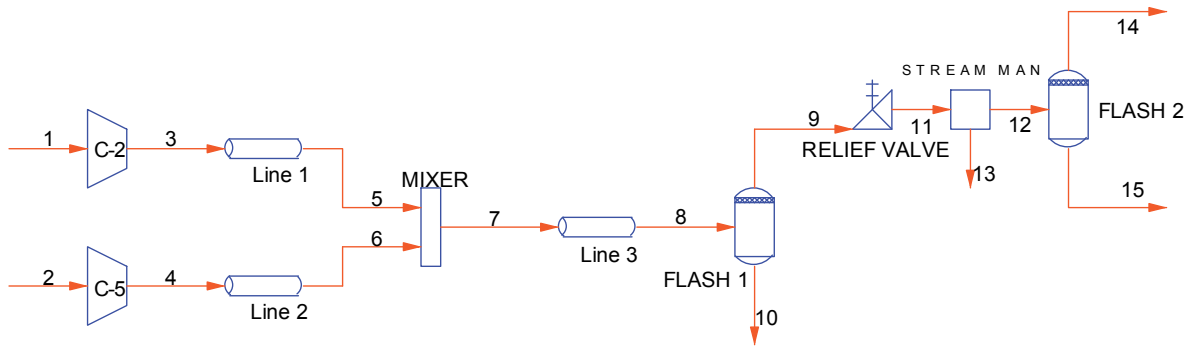 14
STREAM MAN
9
FLASH 2
1
C-2
3
11
12
RELIEF VALVE
Line 1
MIXER
13
5
15
7
8
6
Line 3
2
C-5
4
FLASH 1
Line 2
10